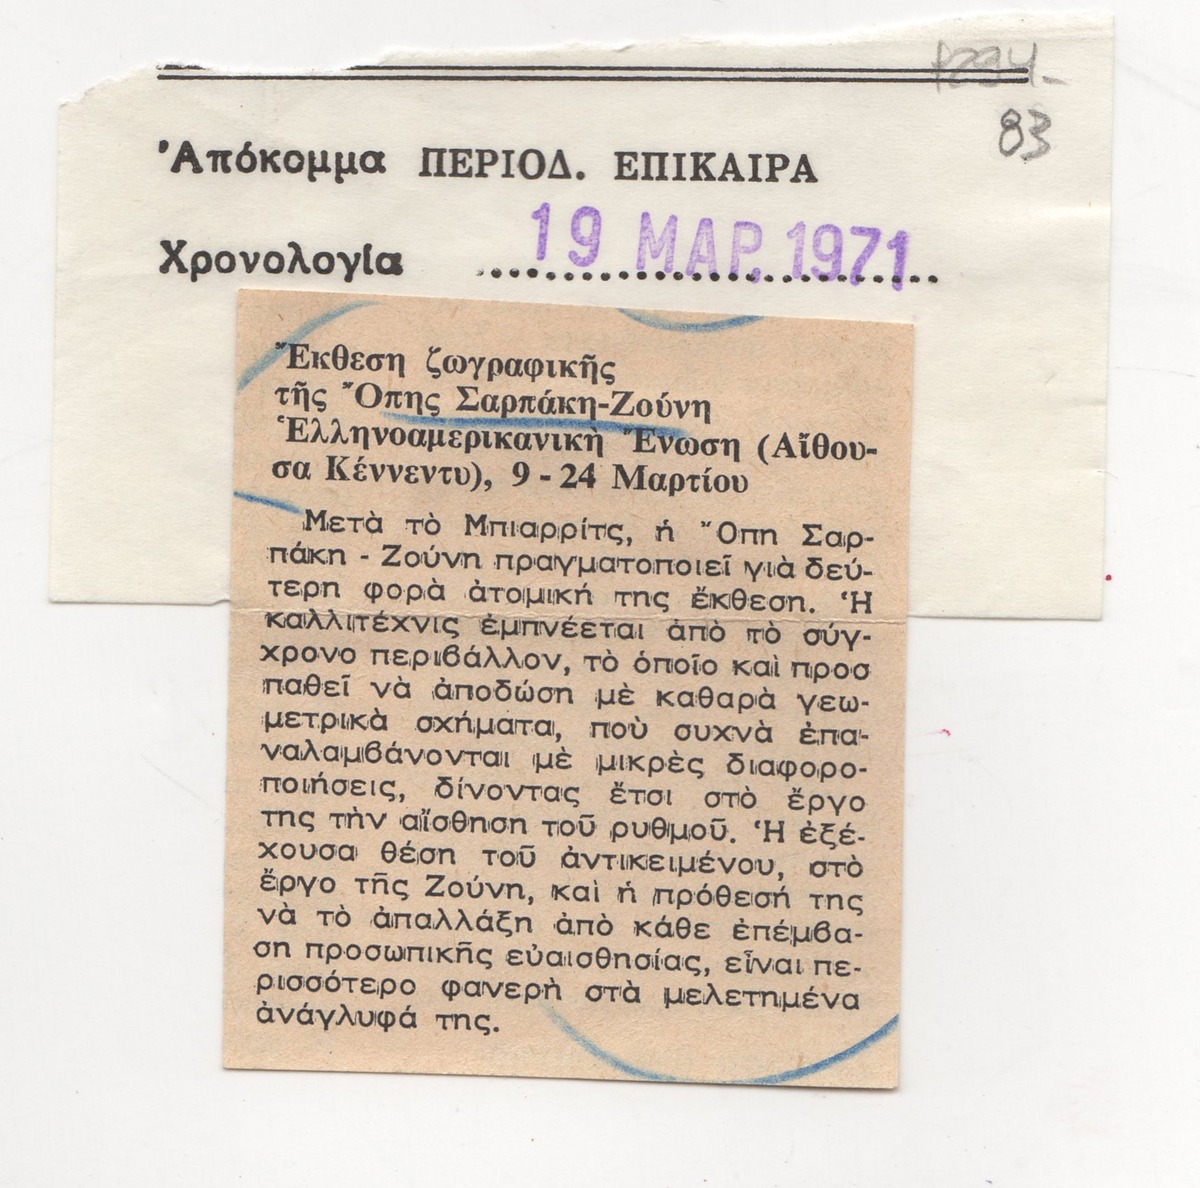 83
Ἀπόκομμα ΠΕΡΙΟΔ. ΕΠΙΚΑΙΡΑ
Χρονολογία 19 ΜΑΡ. 1971
Ἔκθεση ζωγραφικῆς
τῆς Ὄπης Σαρπάκη-Ζούνη
Ἑλληνοαμερικανικὴ Ἕνωση (Αἴθου-
σα Κέννεντυ), 9 - 24 Μαρτίου
Μετὰ τὸ Μπιαρρίτς, ἡ Ὄπη Σαρ-
πάκη - Ζούνη πραγματοποιεῖ γιὰ δεύ-
τερη φορὰ ἀτομική της ἔκθεση. Ἡ
καλλιτέχνις ἐμπνέεται ἀπὸ τὸ σύγ-
χρονο περιβάλλον, τὸ ὁποῖο καὶ προσ
παθεῖ νὰ ἀποδώση μὲ καθαρὰ γεω-
μετρικὰ σχήματα, ποὺ συχνὰ ἐπα-
ναλαμβάνονται μὲ μικρὲς διαφορο-
ποιήσεις, δίνοντας ἔτσι στὸ ἔργο
της τὴν αἴσθηση τοῦ ρυθμοῦ. Ἡ ἐξέ-
χουσα θέση τοῦ ἀντικειμένου, στὸ
ἔργο τῆς Ζούνη, καὶ ἡ πρόθεσή της
νὰ τὸ ἀπαλλάξη ἀπὸ κάθε ἐπέμβα-
ση προσωπικῆς εὐαισθησίας, εἶναι πε-
ρισσότερο φανερὴ στὰ μελετημένα
ἀνάγλυφά της.